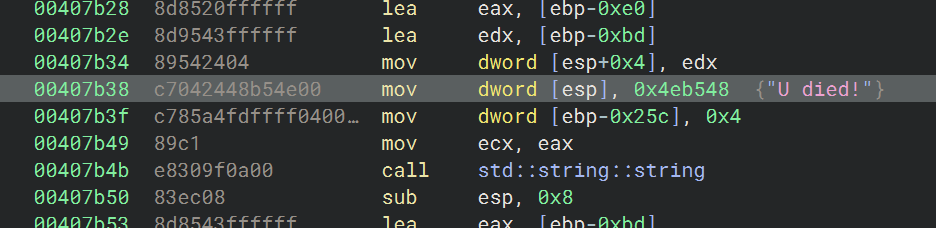 00407b28 8d8520ffffff lea eax, [ebp-0xe0]
00407b2e 8d9543ffffff lea edx, [ebp-0xbd]
00407b34 89542404 mov dword [esp+0x4], edx
00407b38 c7042448b54e00 mov dword [esp], 0x4eb548 {"U died!"}
00407b3f c785a4fdffff0400… mov dword [ebp-0x25c], 0x4
00407b49 89c1 mov ecx, eax
00407b4b e8309f0a00 call std::string::string
00407b50 83ec08 sub esp, 0x8
00407b53 8d8543ffffff lea eax, [ebp-0xbd]